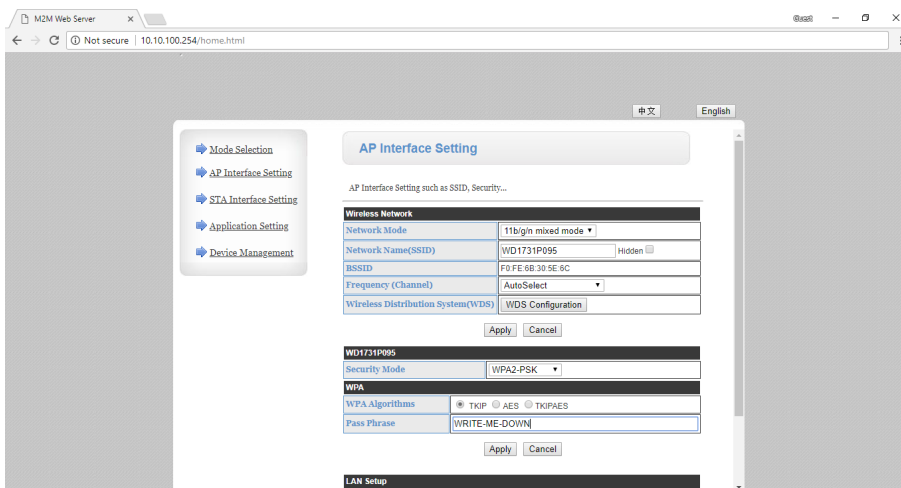 M2M Web Server
Guest
Not secure | 10.10.100.254/home.html
中文 English
Mode Selection
AP Interface Setting
STA Interface Setting
Application Setting
Device Management
AP Interface Setting
AP Interface Setting such as SSID, Security...
Wireless Network
Network Mode 11b/g/n mixed mode
Network Name(SSID) WD1731P095 Hidden
BSSID F0:FE:6B:30:5E:6C
Frequency (Channel) AutoSelect
Wireless Distribution System(WDS) WDS Configuration
Apply Cancel
WD1731P095
Security Mode WPA2-PSK
WPA
WPA Algorithms TKIP AES TKIPAES
Pass Phrase WRITE-ME-DOWN
Apply Cancel
LAN Setup